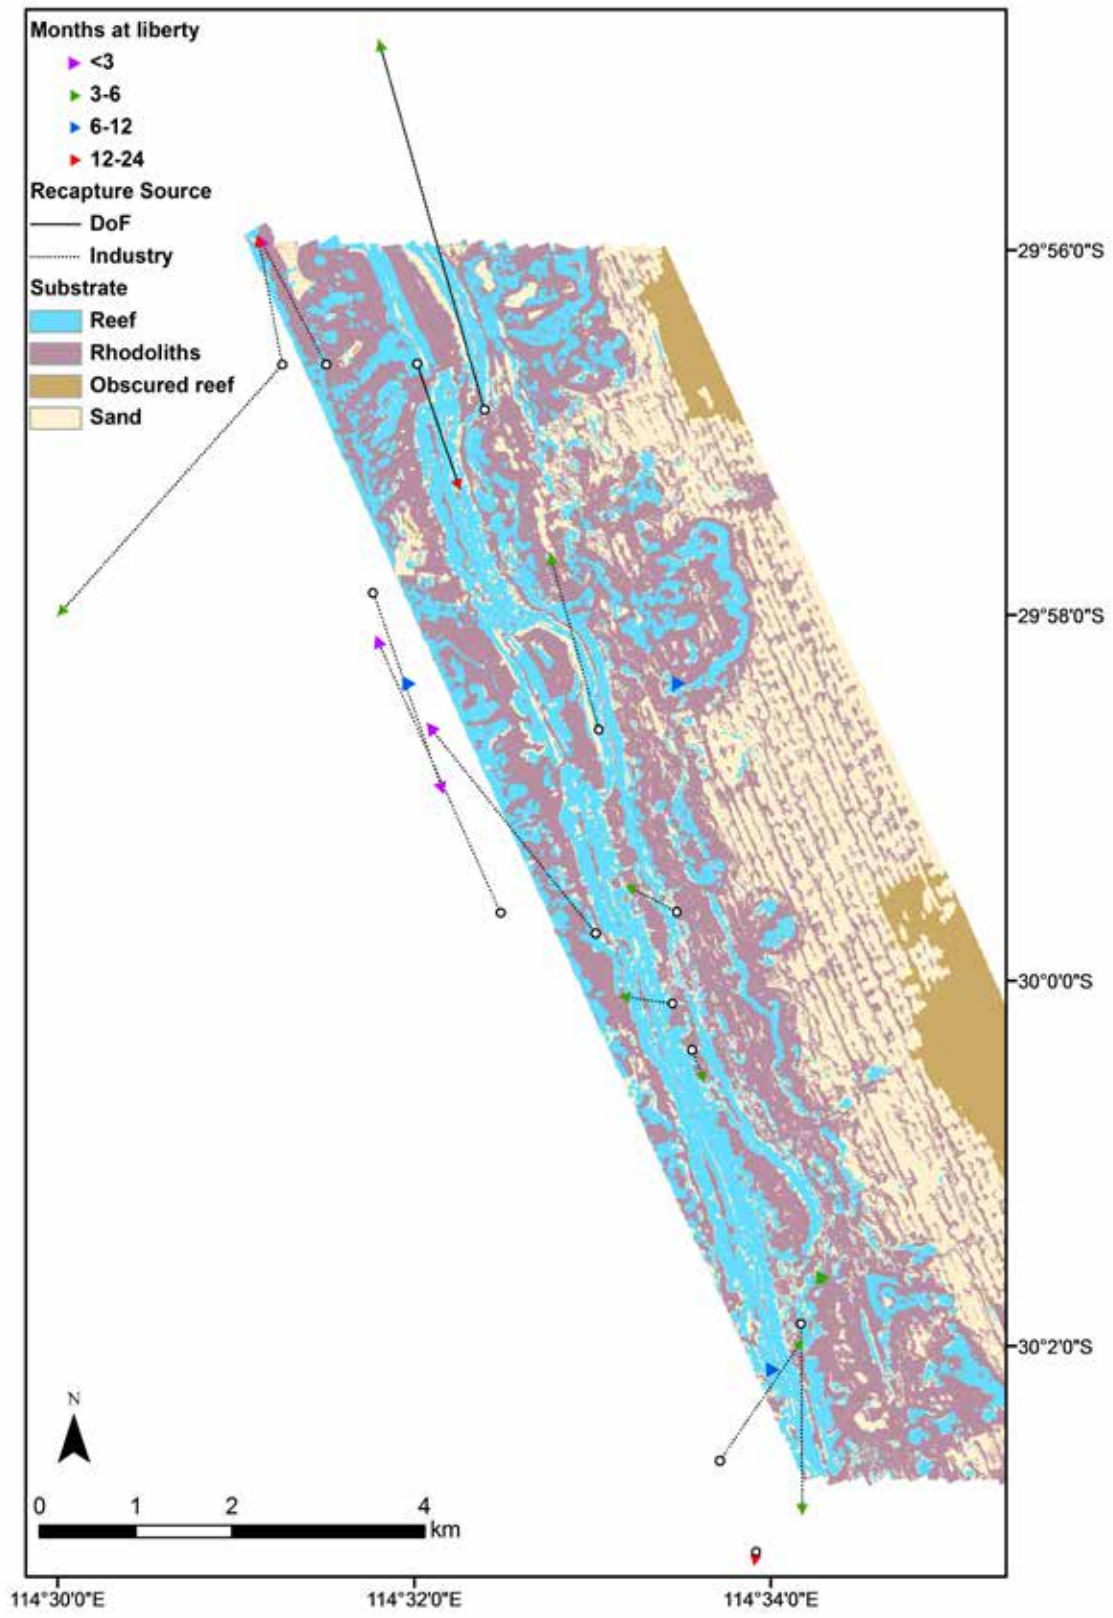 Months at liberty
<3
3-6
6-12
12-24
Recapture Source
DoF
Industry
Substrate
Reef
Rhodoliths
Obscured reef
Sand
29°56'0"S
29°58'0"S
30°0'0"S
30°2'0"S
N
0 1 2 4
km
114°30'0"E 114°32'0"E 114°34'0"E